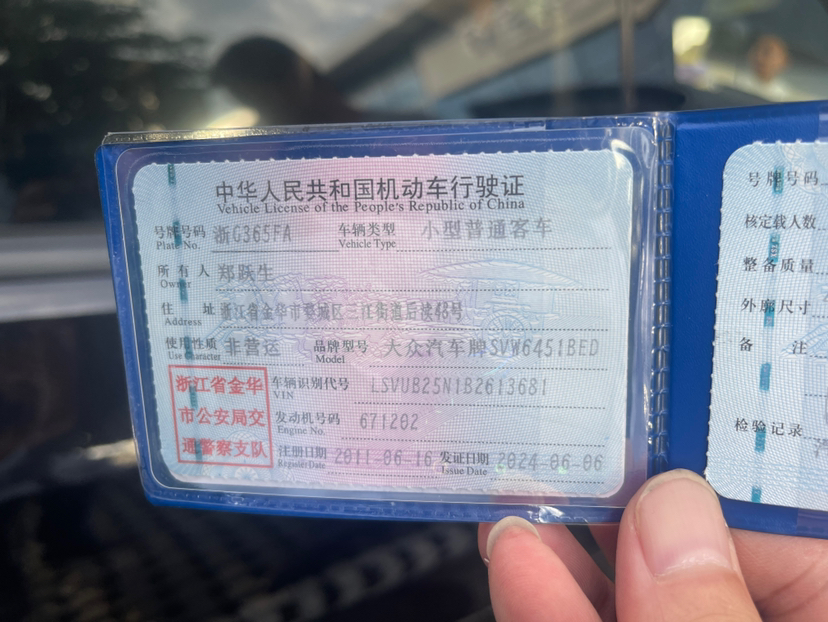 中华人民共和国机动车行驶证
Vehicle License of the People's Republic of China
号牌号码 浙G365FA 车辆类型 小型普通客车
Plate No. Vehicle Type
所有人 郑跃生
Owner
住址 浙江省金华市婺城区三江街道后溇48号
Address
使用性质 非营运 品牌型号 大众汽车牌SVW6451BED
Use Character Model
浙江省金华
市公安局交
通警察支队
车辆识别代号 LSVUB25N1B2613681
VIN
发动机号码 671202
Engine No.
注册日期 2011-06-16 发证日期 2024-06-06
Register Date Issue Date
号牌号码
核定载人数
整备质量
外廓尺寸
备注
检验记录